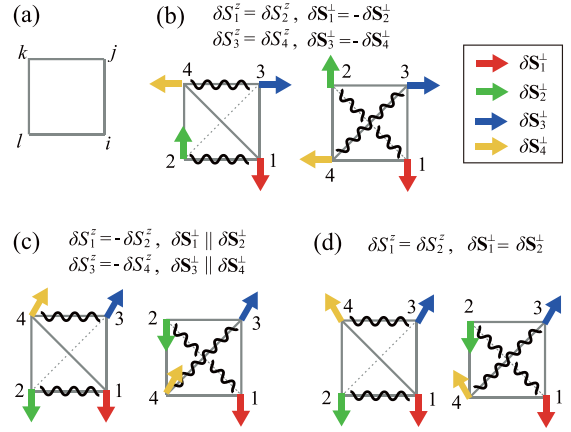 (a)
k j
l i
(b)
δS₁ᶻ = δS₂ᶻ, δS₁^⊥ = -δS₂^⊥
δS₃ᶻ = δS₄ᶻ, δS₃^⊥ = -δS₄^⊥
4 3
2 1
2 3
4 1
δS₁^⊥
δS₂^⊥
δS₃^⊥
δS₄^⊥
(c)
δS₁ᶻ = -δS₂ᶻ, δS₁^⊥ ∥ δS₂^⊥
δS₃ᶻ = -δS₄ᶻ, δS₃^⊥ ∥ δS₄^⊥
4 3
2 1
2 3
4 1
(d)
δS₁ᶻ = δS₂ᶻ, δS₁^⊥ = δS₂^⊥
4 3
2 1
2 3
4 1